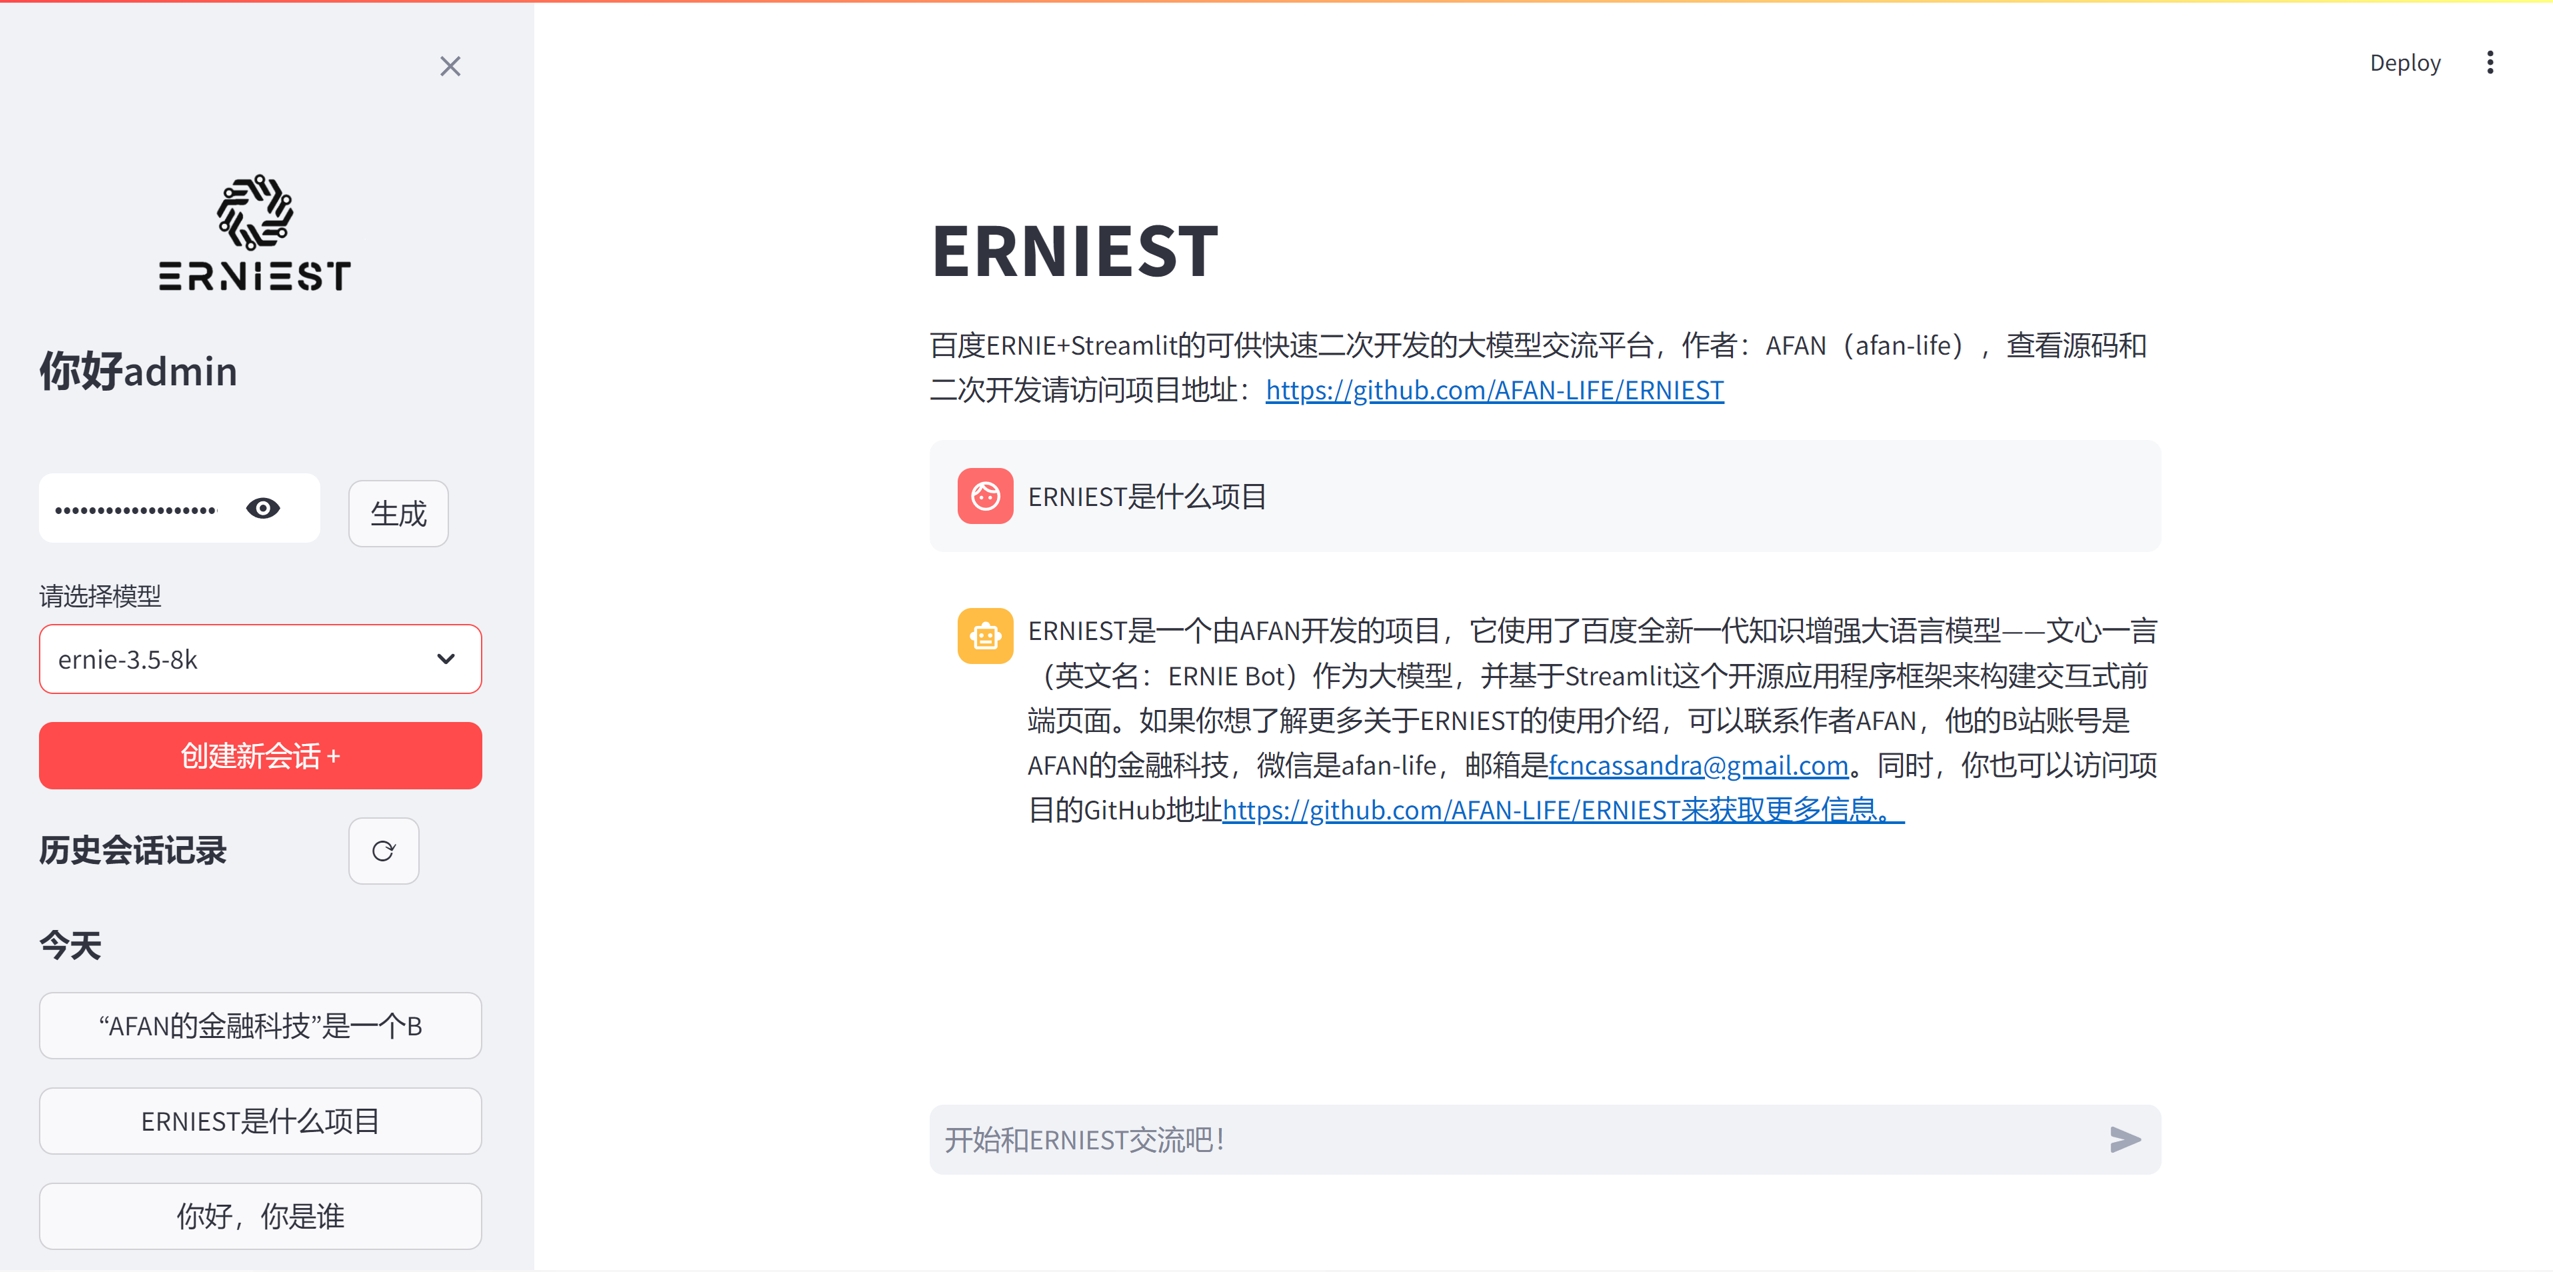 Deploy
ERNIEST
你好admin
••••••••••••••••••
生成
请选择模型
ernie-3.5-8k
创建新会话 +
历史会话记录
今天
“AFAN的金融科技”是一个B
ERNIEST是什么项目
你好，你是谁
ERNIEST
百度ERNIE+Streamlit的可供快速二次开发的大模型交流平台，作者：AFAN（afan-life），查看源码和
二次开发请访问项目地址：https://github.com/AFAN-LIFE/ERNIEST
ERNIEST是什么项目
ERNIEST是一个由AFAN开发的项目，它使用了百度全新一代知识增强大语言模型——文心一言
（英文名：ERNIE Bot）作为大模型，并基于Streamlit这个开源应用程序框架来构建交互式前
端页面。如果你想了解更多关于ERNIEST的使用介绍，可以联系作者AFAN，他的B站账号是
AFAN的金融科技，微信是afan-life，邮箱是fcncassandra@gmail.com。同时，你也可以访问项
目的GitHub地址https://github.com/AFAN-LIFE/ERNIEST来获取更多信息。
开始和ERNIEST交流吧！